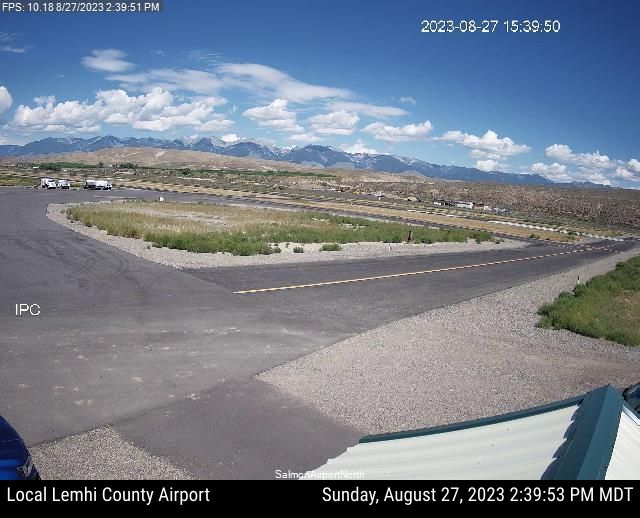 FPS: 10.18 8/27/2023 2:39:51 PM
2023-08-27 15:39:50
IPC
SalmonAirportNorth
Local Lemhi County Airport Sunday, August 27, 2023 2:39:53 PM MDT